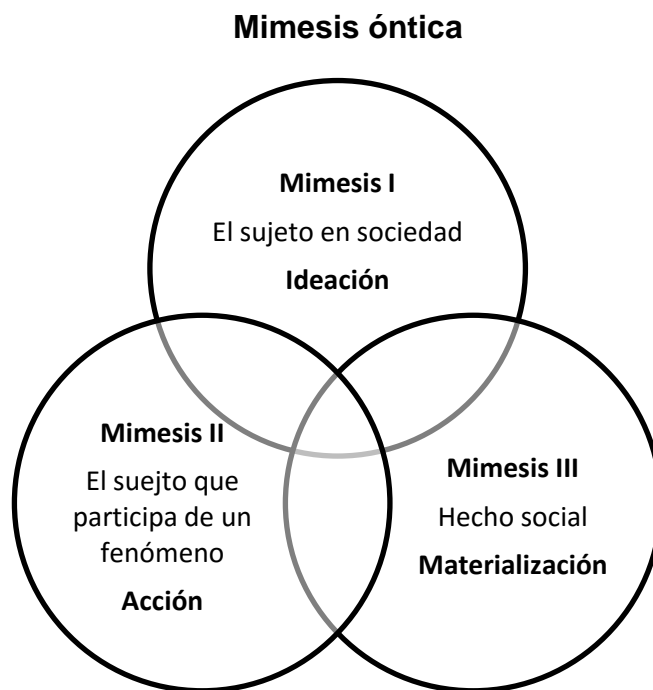 Mimesis óntica
Mimesis I
El sujeto en sociedad
Ideación
Mimesis II
El suejto que
participa de un
fenómeno
Acción
Mimesis III
Hecho social
Materialización